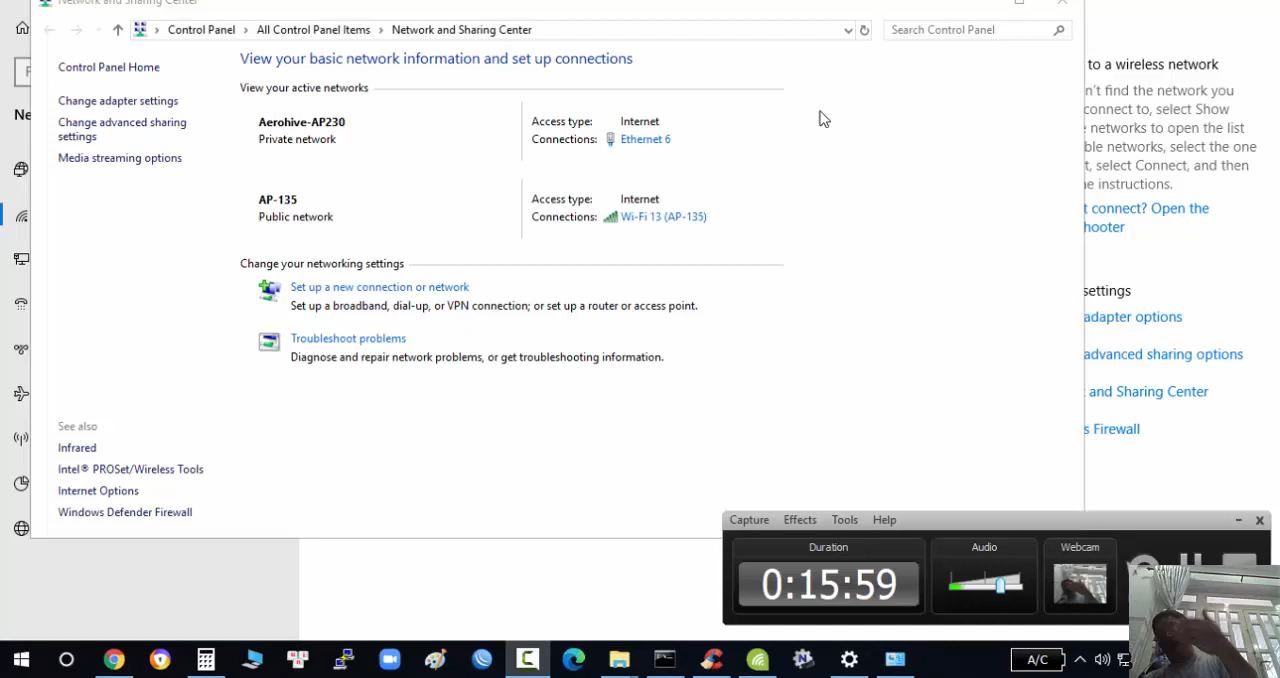 Network and Sharing Center
Control Panel
All Control Panel Items
Network and Sharing Center
Search Control Panel
Control Panel Home
Change adapter settings
Change advanced sharing
settings
Media streaming options
View your basic network information and set up connections
View your active networks
Aerohive-AP230
Private network
Access type: Internet
Connections: Ethernet 6
AP-135
Public network
Access type: Internet
Connections: Wi-Fi 13 (AP-135)
Change your networking settings
Set up a new connection or network
Set up a broadband, dial-up, or VPN connection; or set up a router or access point.
Troubleshoot problems
Diagnose and repair network problems, or get troubleshooting information.
See also
Infrared
Intel® PROSet/Wireless Tools
Internet Options
Windows Defender Firewall
Ne
to a wireless network
n't find the network you
connect to, select Show
e networks to open the list
ble networks, select the one
t, select Connect, and then
e instructions.
t connect? Open the
hooter
settings
adapter options
advanced sharing options
and Sharing Center
s Firewall
Capture Effects Tools Help
Duration
0:15:59
Audio
Webcam
A/C